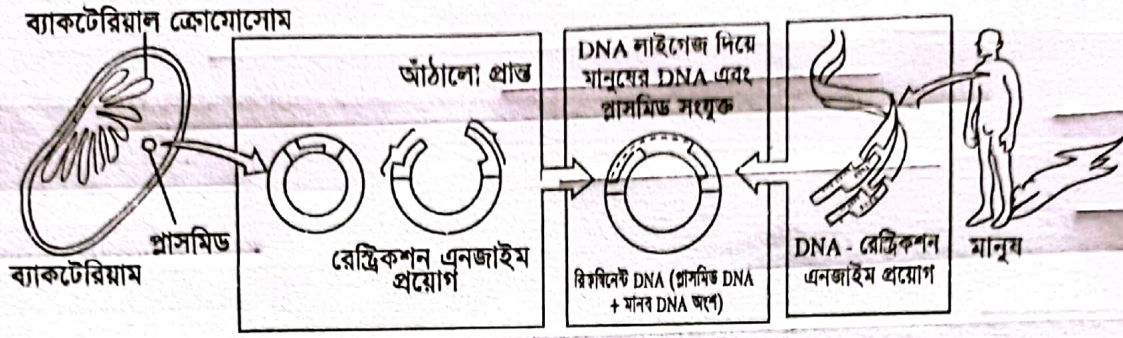 ব্যাকটেরিয়াল ক্রোমোসোম
প্লাসমিড
ব্যাকটেরিয়াম
আঁঠালো প্রান্ত
রেস্ট্রিকশন এনজাইম
প্রয়োগ
DNA লাইগেজ দিয়ে
মানুষের DNA এবং
প্লাসমিড সংযুক্ত
রিকম্বিনেন্ট DNA (প্লাসমিড DNA
+ মানব DNA অংশ)
DNA - রেস্ট্রিকশন
এনজাইম প্রয়োগ
মানুষ